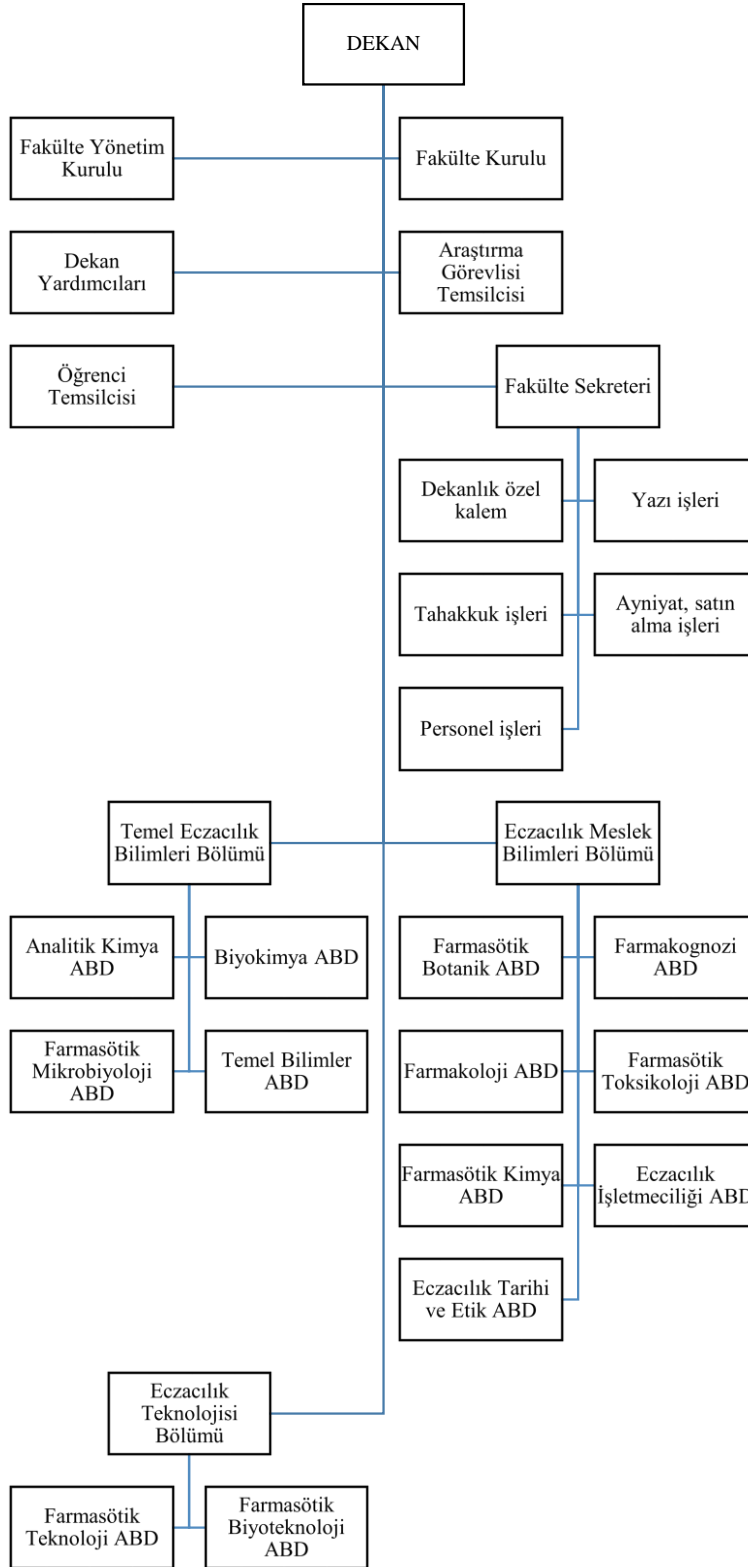 DEKAN
Fakülte Yönetim
Kurulu
Fakülte Kurulu
Dekan
Yardımcıları
Araştırma
Görevlisi
Temsilcisi
Öğrenci
Temsilcisi
Fakülte Sekreteri
Dekanlık özel
kalem
Yazı işleri
Tahakkuk işleri
Ayniyat, satın
alma işleri
Personel işleri
Temel Eczacılık
Bilimleri Bölümü
Eczacılık Meslek
Bilimleri Bölümü
Analitik Kimya
ABD
Biyokimya ABD
Farmasötik
Botanik ABD
Farmakognozi
ABD
Farmasötik
Mikrobiyoloji
ABD
Temel Bilimler
ABD
Farmakoloji ABD
Farmasötik
Toksikoloji ABD
Farmasötik Kimya
ABD
Eczacılık
İşletmeciliği ABD
Eczacılık Tarihi
ve Etik ABD
Eczacılık
Teknolojisi
Bölümü
Farmasötik
Teknoloji ABD
Farmasötik
Biyoteknoloji
ABD